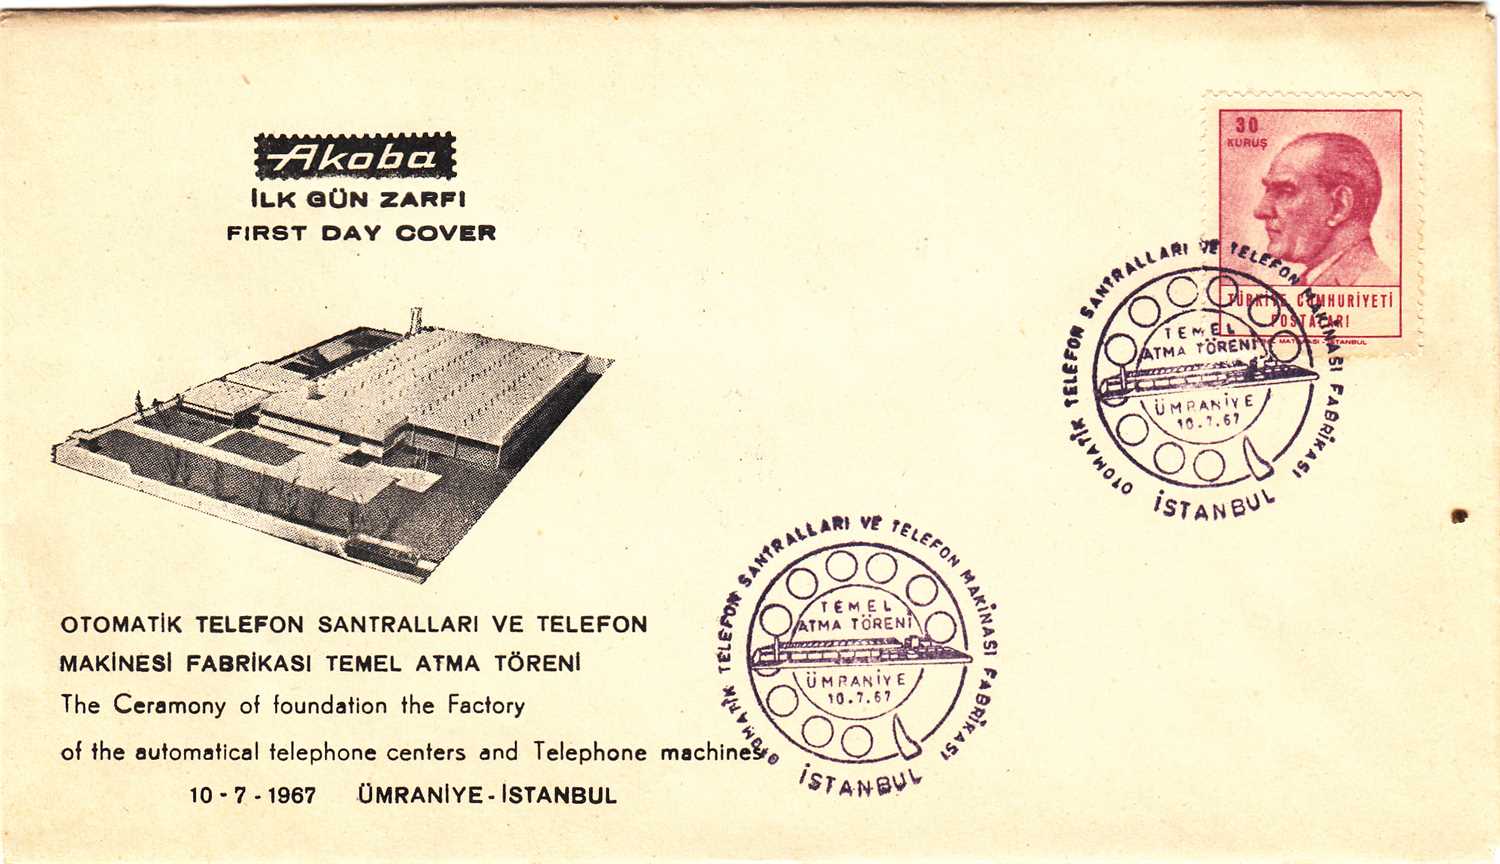 Akoba
İLK GÜN ZARFI
FIRST DAY COVER
30
KURUŞ
TÜRKİYE CUMHURİYETİ
POSTALARI
OTOMATİK TELEFON SANTRALLARI VE TELEFON MAKİNASI FABRİKASI
TEMEL
ATMA TÖRENİ
ÜMRANİYE
10.7.67
İSTANBUL
OTOMATİK TELEFON SANTRALLARI VE TELEFON MAKİNASI FABRİKASI
TEMEL
ATMA TÖRENİ
ÜMRANİYE
10.7.67
İSTANBUL
OTOMATİK TELEFON SANTRALLARI VE TELEFON
MAKİNESİ FABRİKASI TEMEL ATMA TÖRENİ
The Ceramony of foundation the Factory
of the automatical telephone centers and Telephone machines
10-7-1967 ÜMRANİYE-İSTANBUL